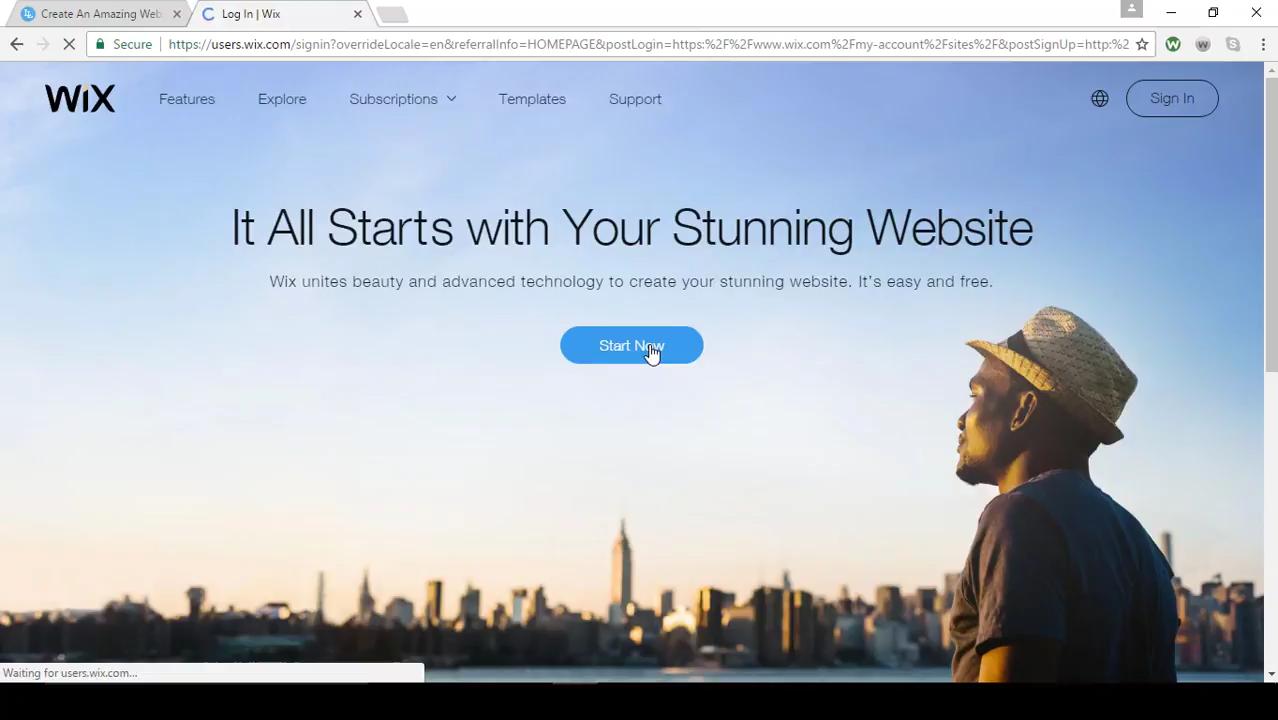 Create An Amazing Web
Log In | Wix
Secure
https://users.wix.com/signin?overrideLocale=en&referralInfo=HOMEPAGE&postLogin=https:%2F%2Fwww.wix.com%2Fmy-account%2Fsites%2F&postSignUp=http:%2
WiX
Features
Explore
Subscriptions
Templates
Support
Sign In
It All Starts with Your Stunning Website
Wix unites beauty and advanced technology to create your stunning website. It's easy and free.
Start Now
Waiting for users.wix.com...